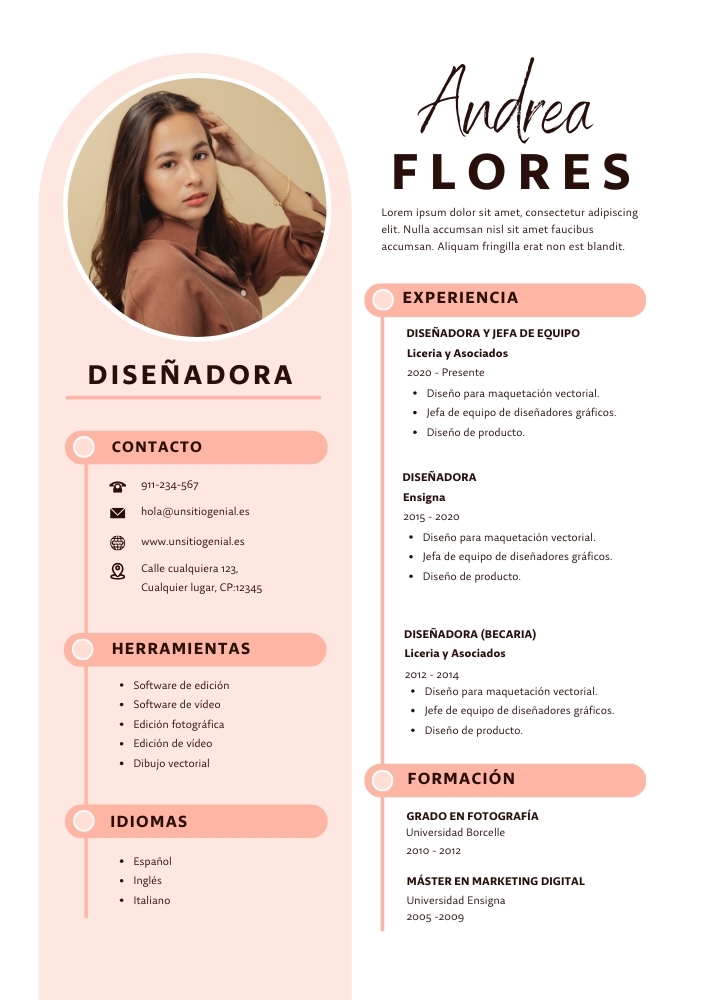 Andrea
FLORES
Lorem ipsum dolor sit amet, consectetur adipiscing
elit. Nulla accumsan nisl sit amet faucibus
accumsan. Aliquam fringilla erat non est blandit.
DISEÑADORA
CONTACTO
911-234-567
hola@unsitiogenial.es
www.unsitiogenial.es
Calle cualquiera 123,
Cualquier lugar, CP:12345
HERRAMIENTAS
• Software de edición
• Software de vídeo
• Edición fotográfica
• Edición de vídeo
• Dibujo vectorial
IDIOMAS
• Español
• Inglés
• Italiano
EXPERIENCIA
DISEÑADORA Y JEFA DE EQUIPO
Liceria y Asociados
2020 - Presente
• Diseño para maquetación vectorial.
• Jefa de equipo de diseñadores gráficos.
• Diseño de producto.
DISEÑADORA
Ensigna
2015 - 2020
• Diseño para maquetación vectorial.
• Jefa de equipo de diseñadores gráficos.
• Diseño de producto.
DISEÑADORA (BECARIA)
Liceria y Asociados
2012 - 2014
• Diseño para maquetación vectorial.
• Jefe de equipo de diseñadores gráficos.
• Diseño de producto.
FORMACIÓN
GRADO EN FOTOGRAFÍA
Universidad Borcelle
2010 - 2012
MÁSTER EN MARKETING DIGITAL
Universidad Ensigna
2005 -2009